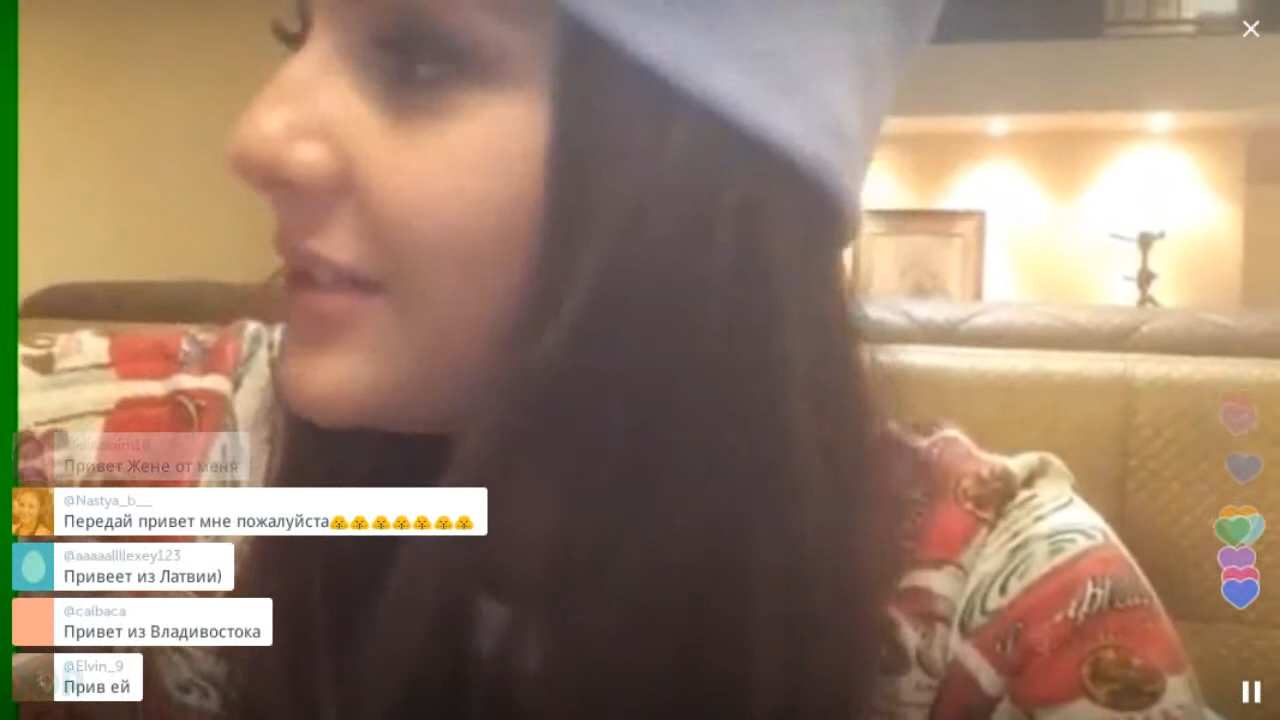 Привет Жене от меня
@Nastya_b__
Передай привет мне пожалуйста🙆🙆🙆🙆🙆🙆🙆
@aaaaallllexey123
Привеет из Латвии)
@calbaca
Привет из Владивостока
@Elvin_9
Прив ей